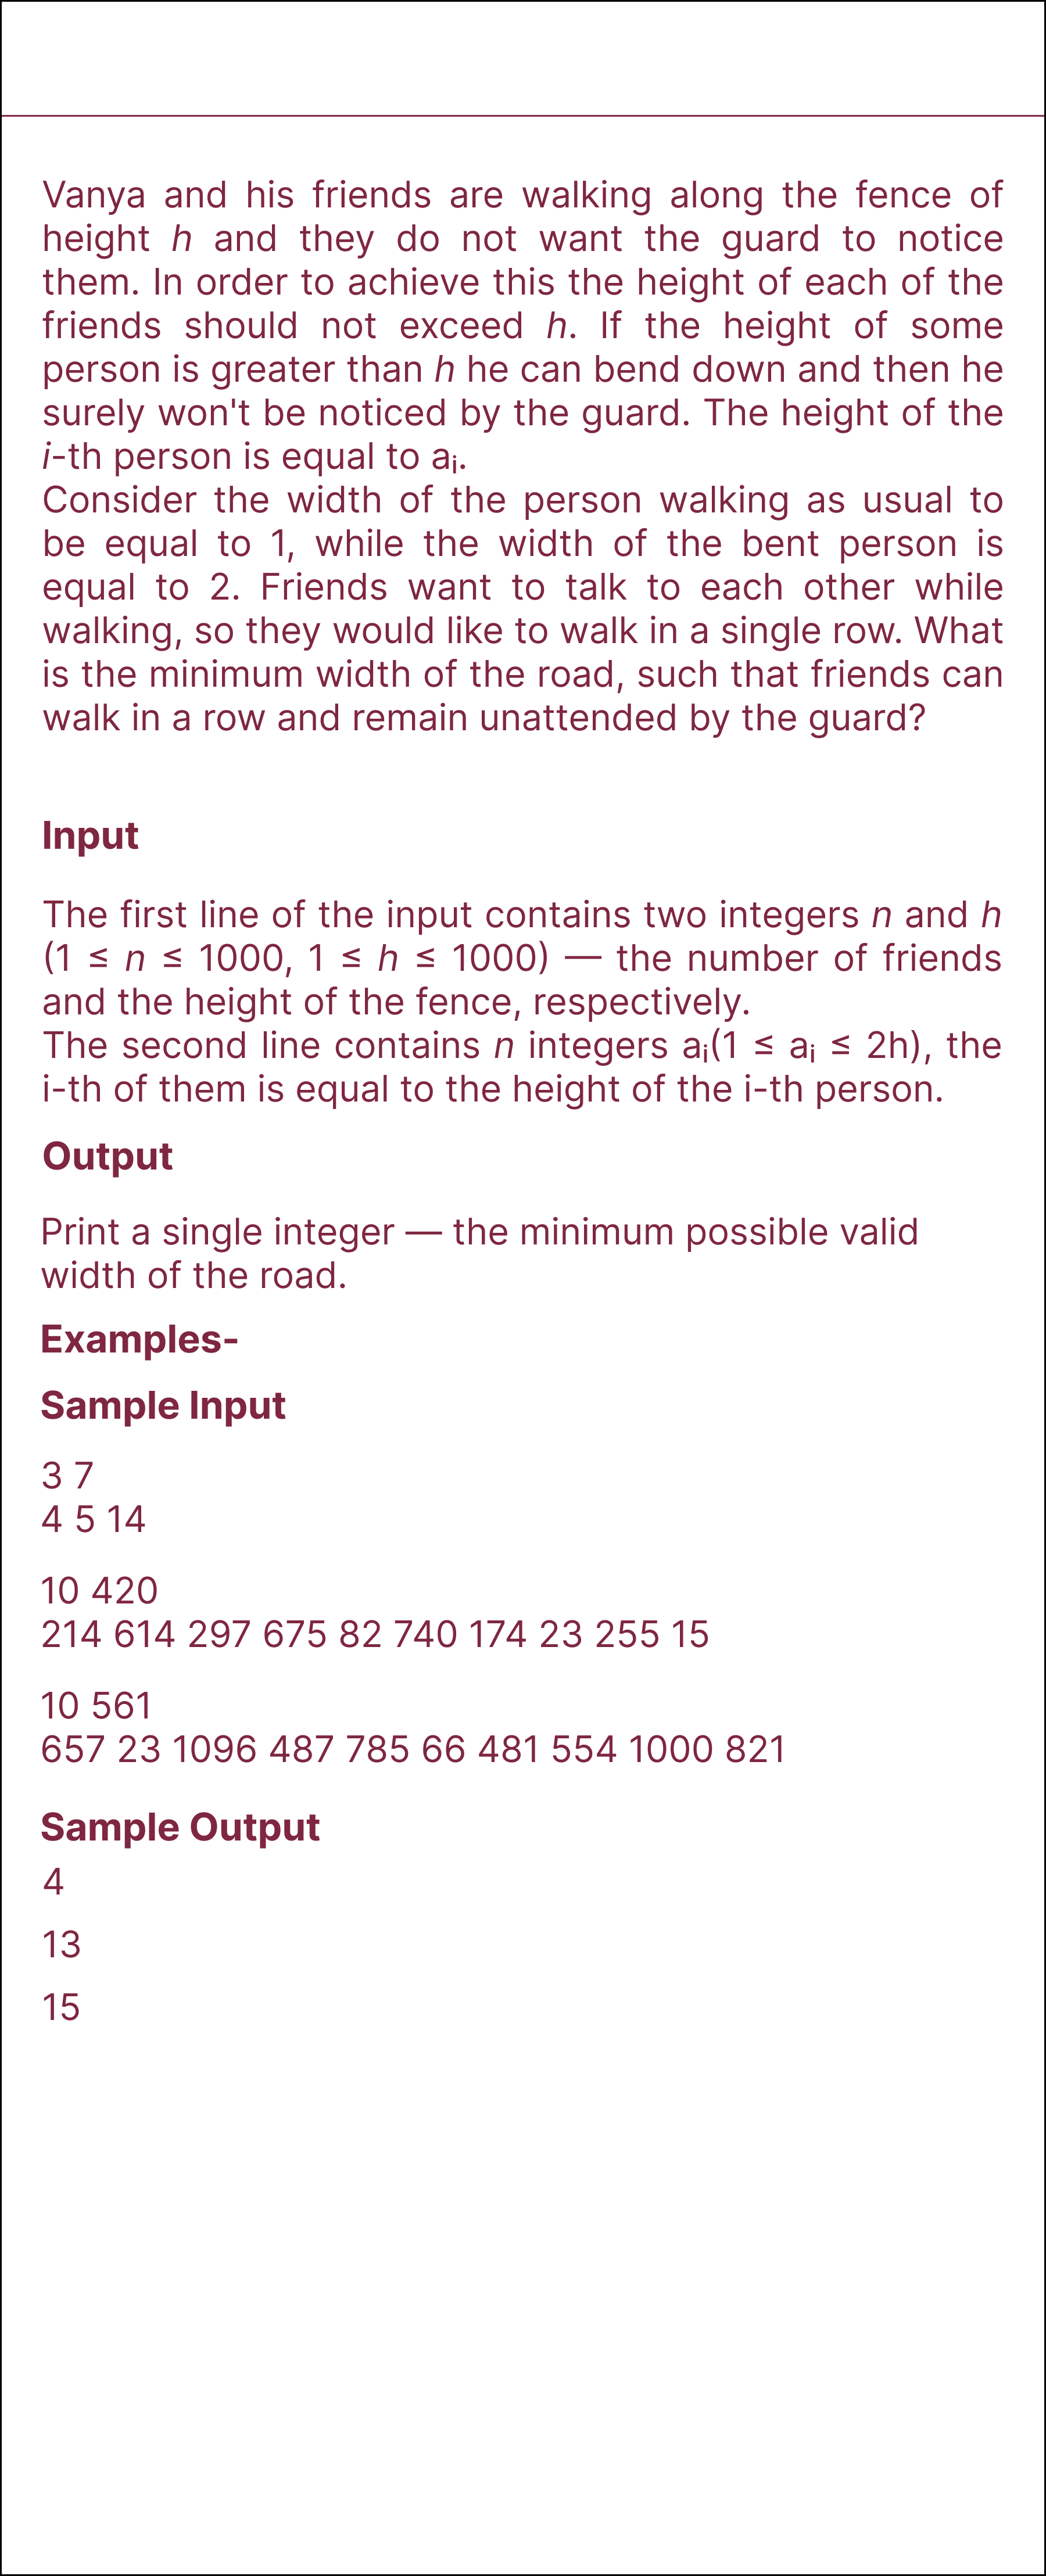 Vanya and his friends are walking along the fence of
height h and they do not want the guard to notice
them. In order to achieve this the height of each of the
friends should not exceed h. If the height of some
person is greater than h he can bend down and then he
surely won't be noticed by the guard. The height of the
i-th person is equal to aᵢ.
Consider the width of the person walking as usual to
be equal to 1, while the width of the bent person is
equal to 2. Friends want to talk to each other while
walking, so they would like to walk in a single row. What
is the minimum width of the road, such that friends can
walk in a row and remain unattended by the guard?
Input
The first line of the input contains two integers n and h
(1 ≤ n ≤ 1000, 1 ≤ h ≤ 1000) — the number of friends
and the height of the fence, respectively.
The second line contains n integers aᵢ(1 ≤ aᵢ ≤ 2h), the
i-th of them is equal to the height of the i-th person.
Output
Print a single integer — the minimum possible valid
width of the road.
Examples-
Sample Input
3 7
4 5 14
10 420
214 614 297 675 82 740 174 23 255 15
10 561
657 23 1096 487 785 66 481 554 1000 821
Sample Output
4
13
15